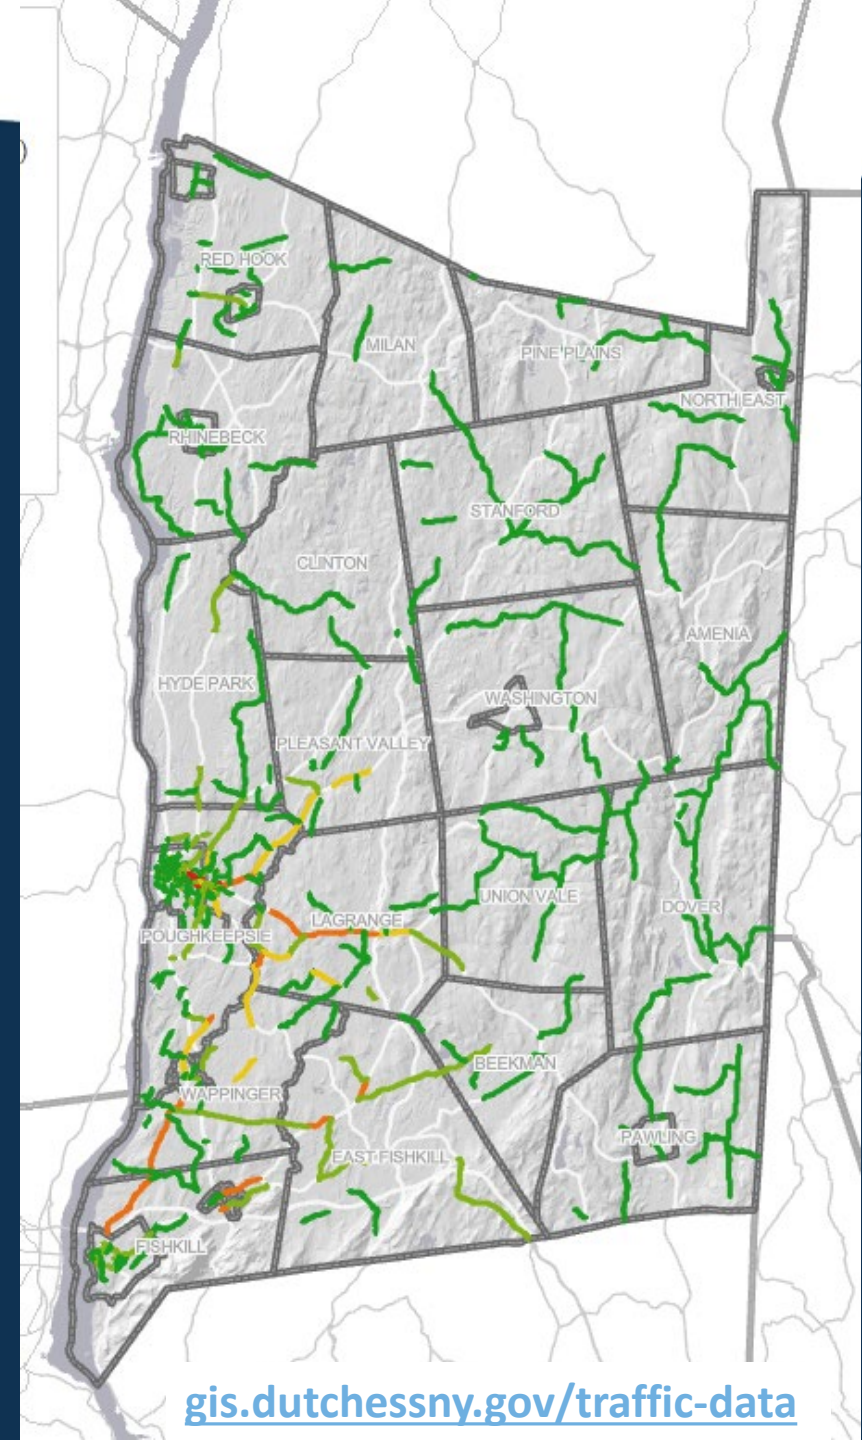 )
RED HOOK
MILAN
PINE PLAINS
NORTH EAST
RHINEBECK
STANFORD
CLINTON
AMENIA
HYDE PARK
WASHINGTON
PLEASANT VALLEY
UNION VALE
DOVER
LAGRANGE
POUGHKEEPSIE
BEEKMAN
WAPPINGER
PAWLING
EAST FISHKILL
FISHKILL
gis.dutchessny.gov/traffic-data